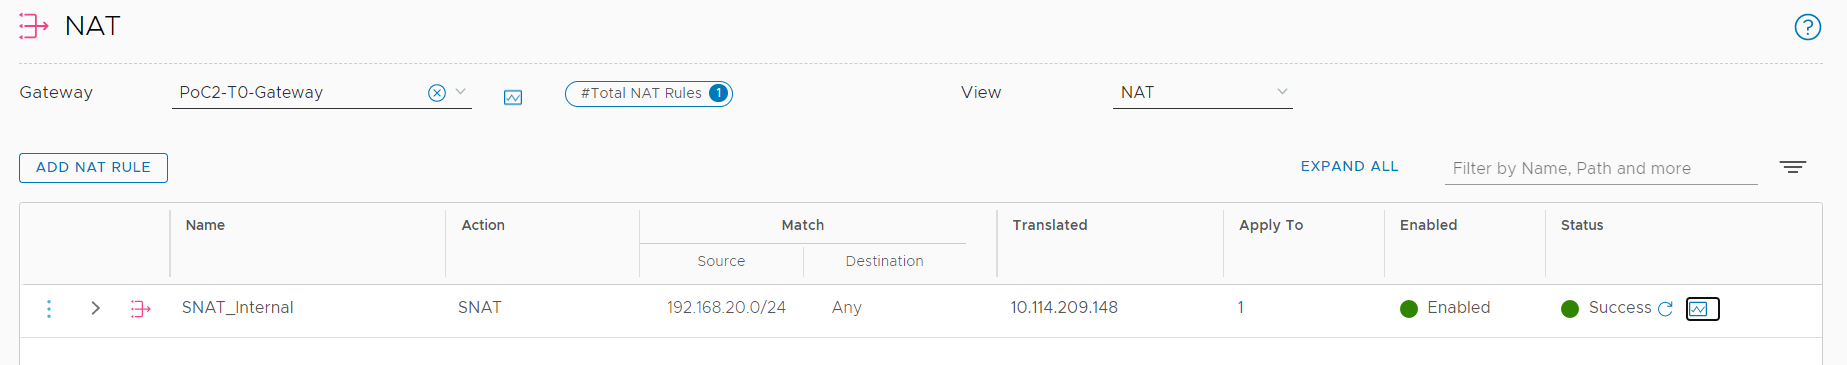 NAT
?
Gateway PoC2-T0-Gateway #Total NAT Rules 1 View NAT
ADD NAT RULE EXPAND ALL Filter by Name, Path and more
Name Action Match Translated Apply To Enabled Status
Source Destination
SNAT_Internal SNAT 192.168.20.0/24 Any 10.114.209.148 1 Enabled Success